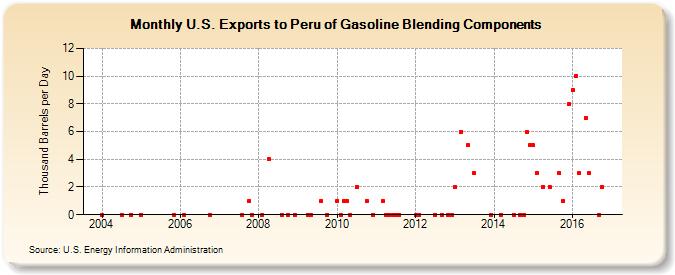 Monthly U.S. Exports to Peru of Gasoline Blending Components
Thousand Barrels per Day
12
10
8
6
4
2
0
2004 2006 2008 2010 2012 2014 2016
Source: U.S. Energy Information Administration